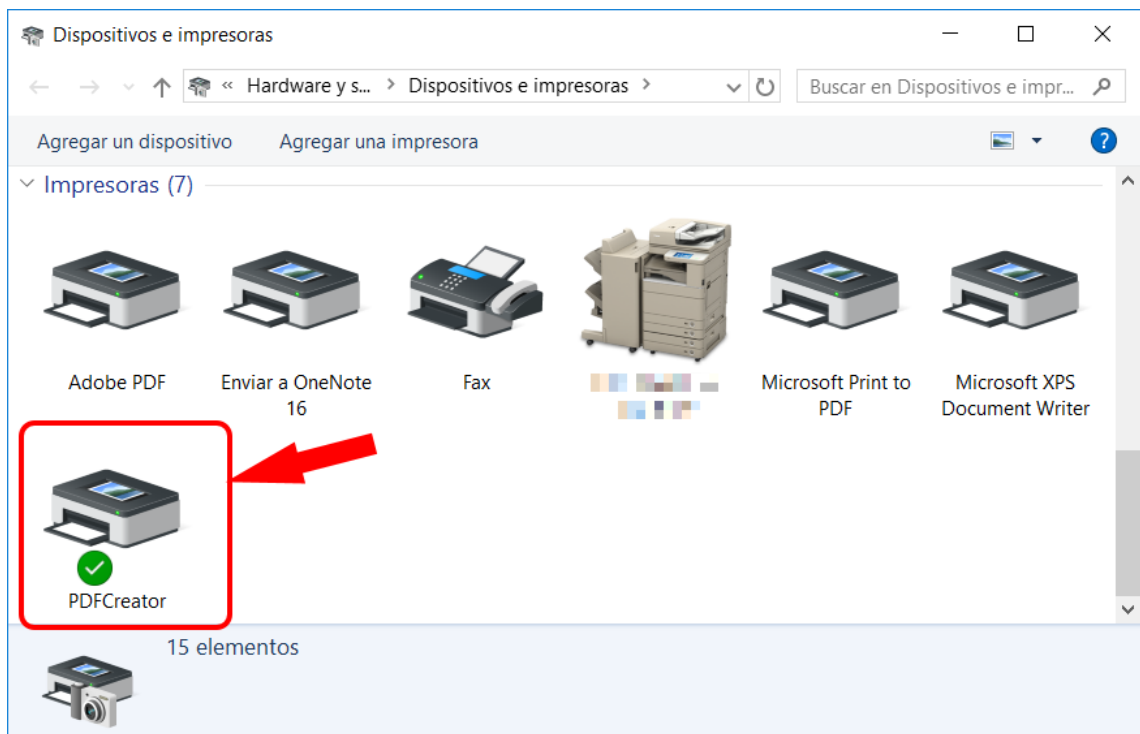 Dispositivos e impresoras
« Hardware y s... > Dispositivos e impresoras >
Buscar en Dispositivos e impr...
Agregar un dispositivo
Agregar una impresora
?
Impresoras (7)
Adobe PDF
Enviar a OneNote
16
Fax
Microsoft Print to
PDF
Microsoft XPS
Document Writer
PDFCreator
15 elementos